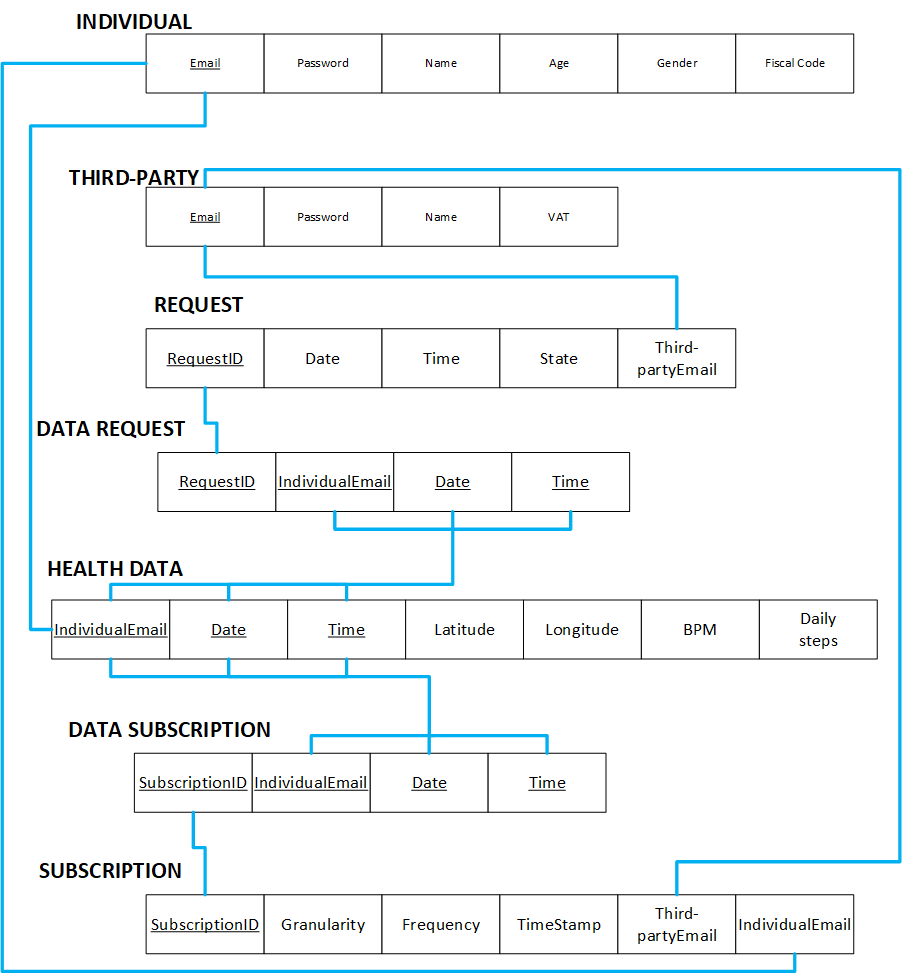 INDIVIDUAL
Email Password Name Age Gender Fiscal Code
THIRD-PARTY
Email Password Name VAT
REQUEST
RequestID Date Time State Third-
partyEmail
DATA REQUEST
RequestID IndividualEmail Date Time
HEALTH DATA
IndividualEmail Date Time Latitude Longitude BPM Daily
steps
DATA SUBSCRIPTION
SubscriptionID IndividualEmail Date Time
SUBSCRIPTION
SubscriptionID Granularity Frequency TimeStamp Third-
partyEmail IndividualEmail